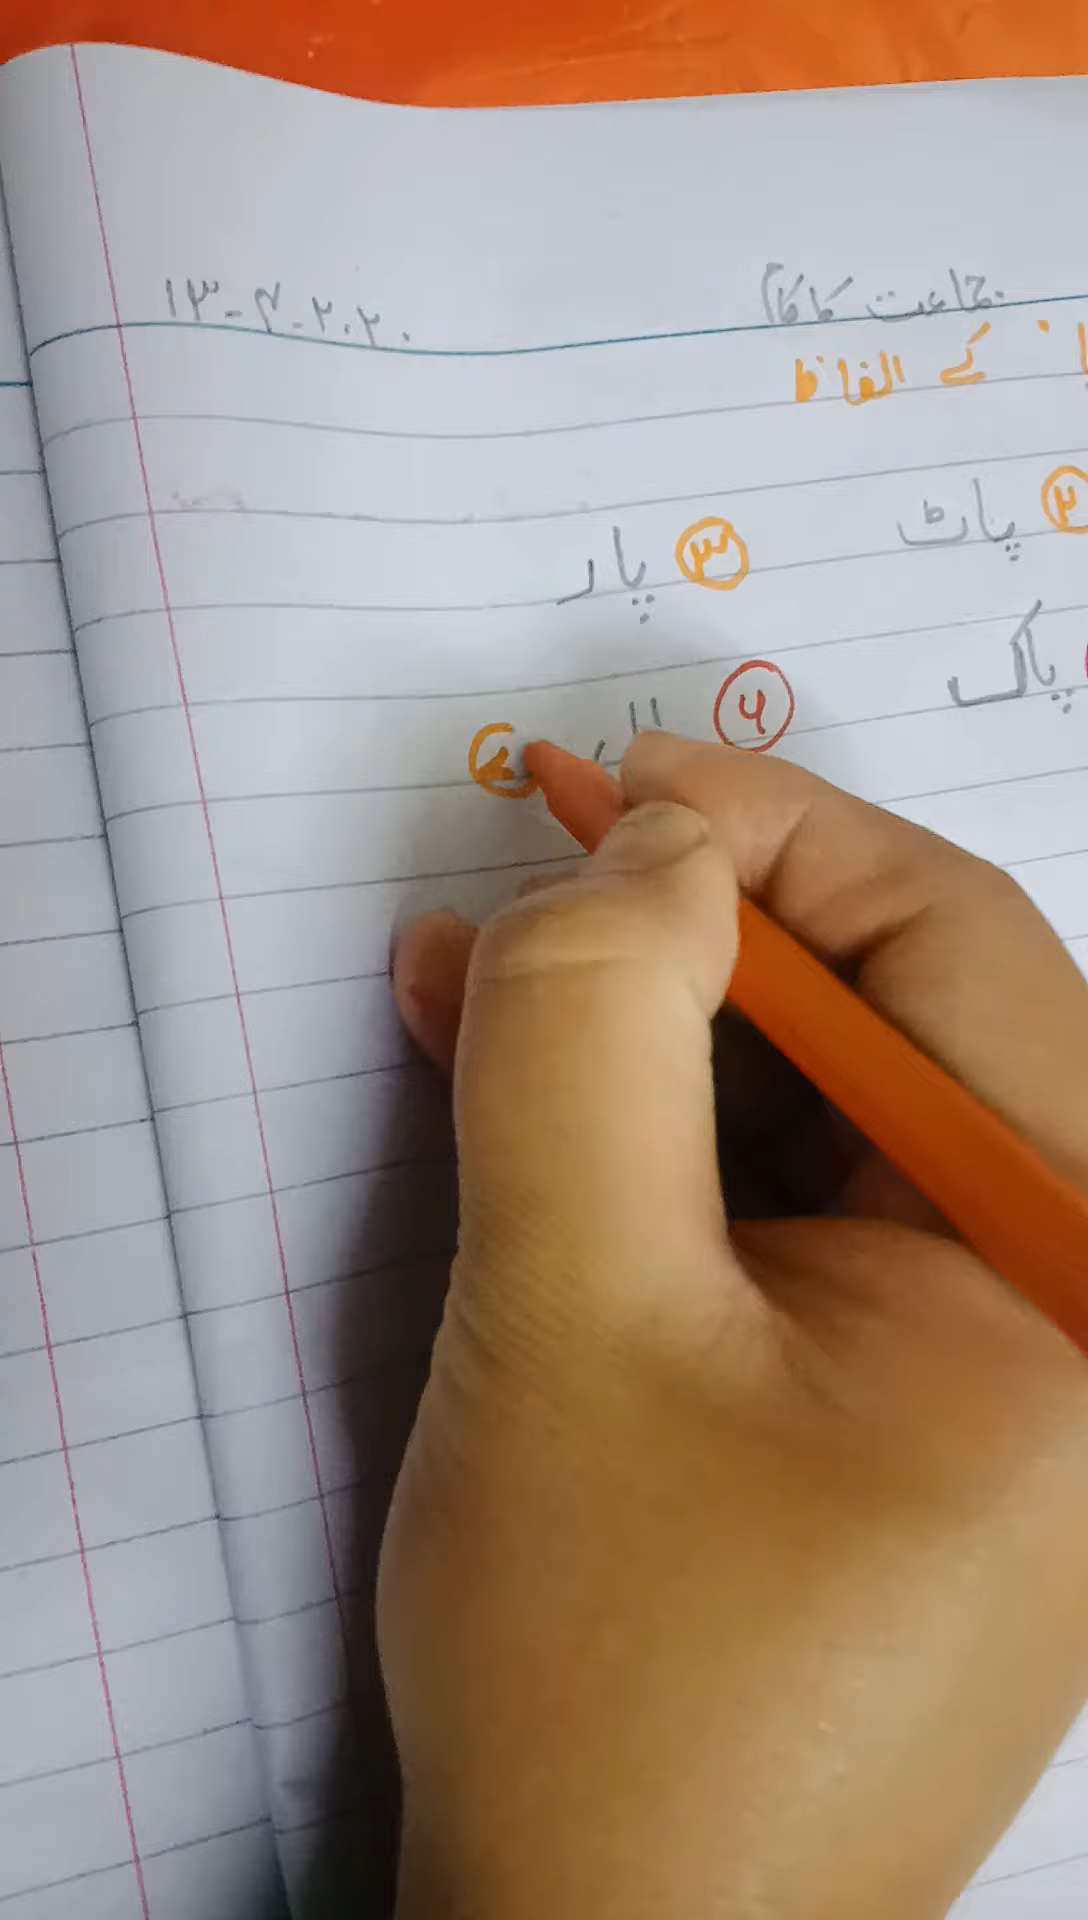 جماعت کا کام ۱۳-۴-۲۰۲۰
کے الفاظ
۲ پاٹ ۳ پار
پاک ۶